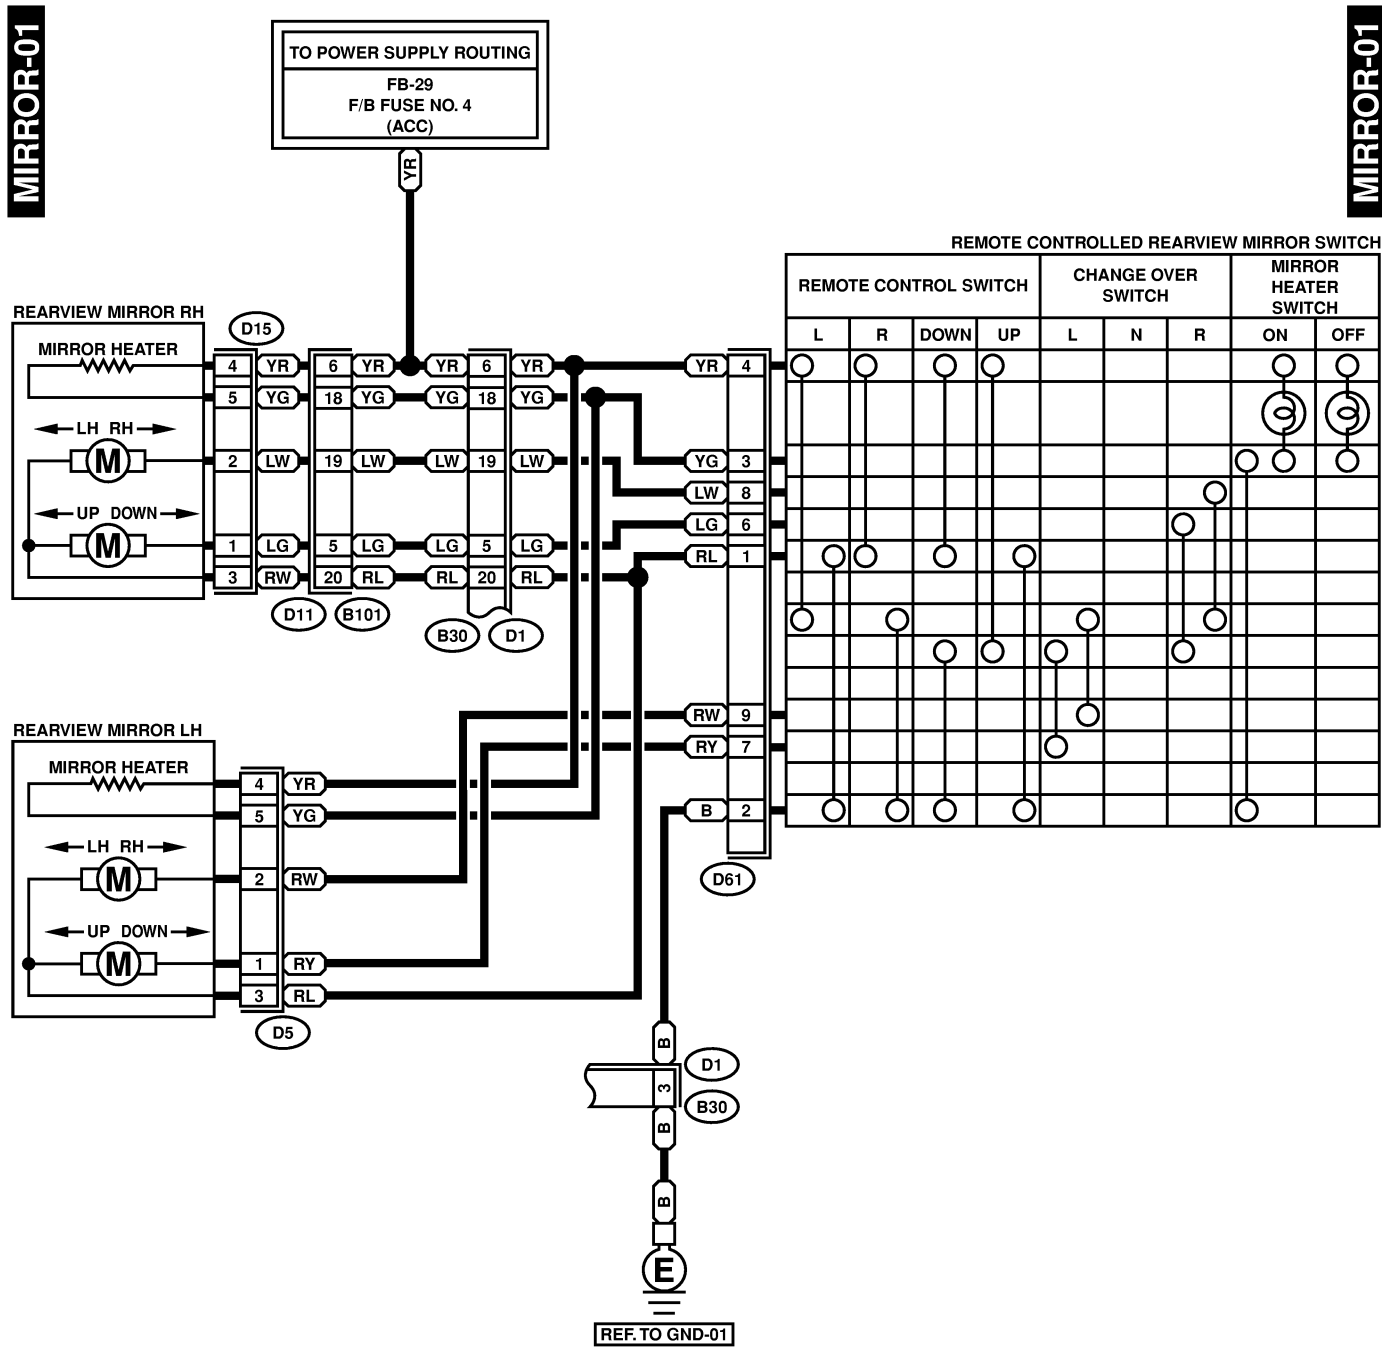 MIRROR-01
MIRROR-01
TO POWER SUPPLY ROUTING
FB-29
F/B FUSE NO. 4
(ACC)
YR
REMOTE CONTROLLED REARVIEW MIRROR SWITCH
REMOTE CONTROL SWITCH
CHANGE OVER
SWITCH
MIRROR
HEATER
SWITCH
L R DOWN UP L N R ON OFF
REARVIEW MIRROR RH
D15
MIRROR HEATER
4 YR 6 YR YR 6 YR YR 4
5 YG 18 YG YG 18 YG
LH RH
M 2 LW 19 LW LW 19 LW YG 3
LW 8
UP DOWN
LG 6
M 1 LG 5 LG LG 5 LG RL 1
3 RW 20 RL RL 20 RL
D11 B101 B30 D1
RW 9
RY 7
REARVIEW MIRROR LH
MIRROR HEATER
4 YR
5 YG B 2
LH RH
M 2 RW D61
UP DOWN
M 1 RY
3 RL
D5
B
D1
3
B30
B
B
E
REF. TO GND-01